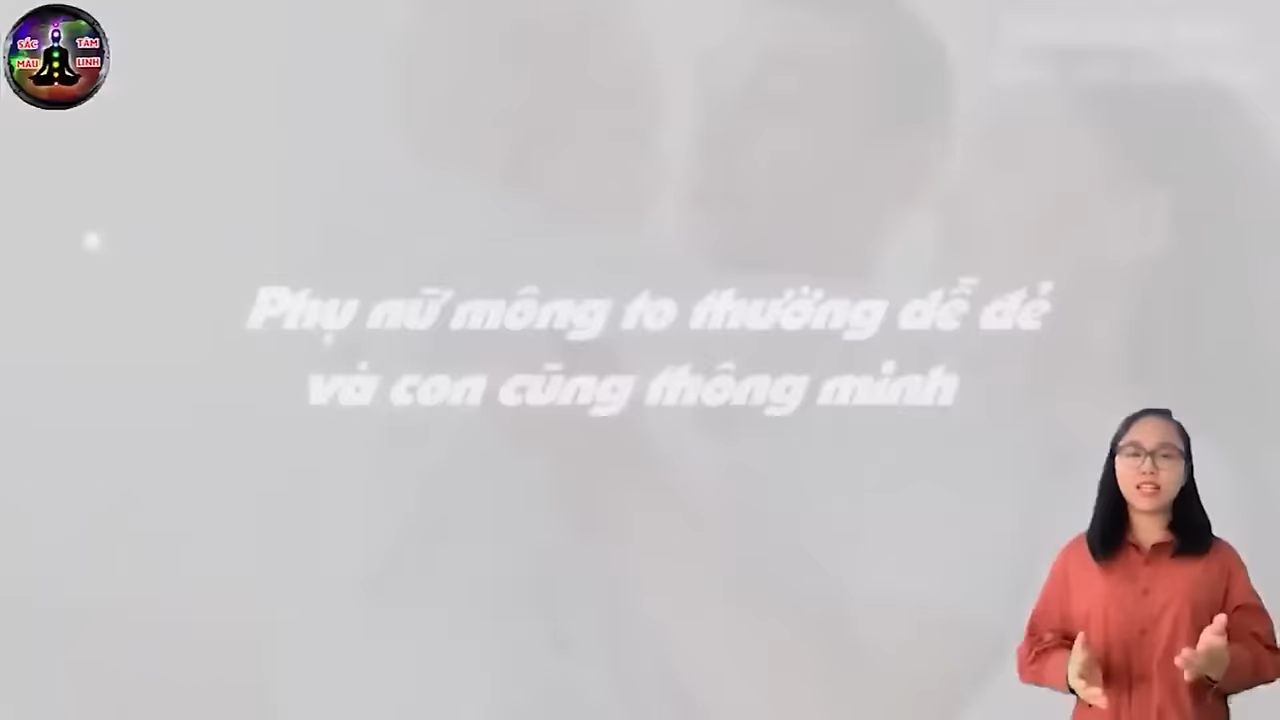 SẮC TÂM
MÀU LINH
Phụ nữ mông to thường dễ đẻ
và con cũng thông minh